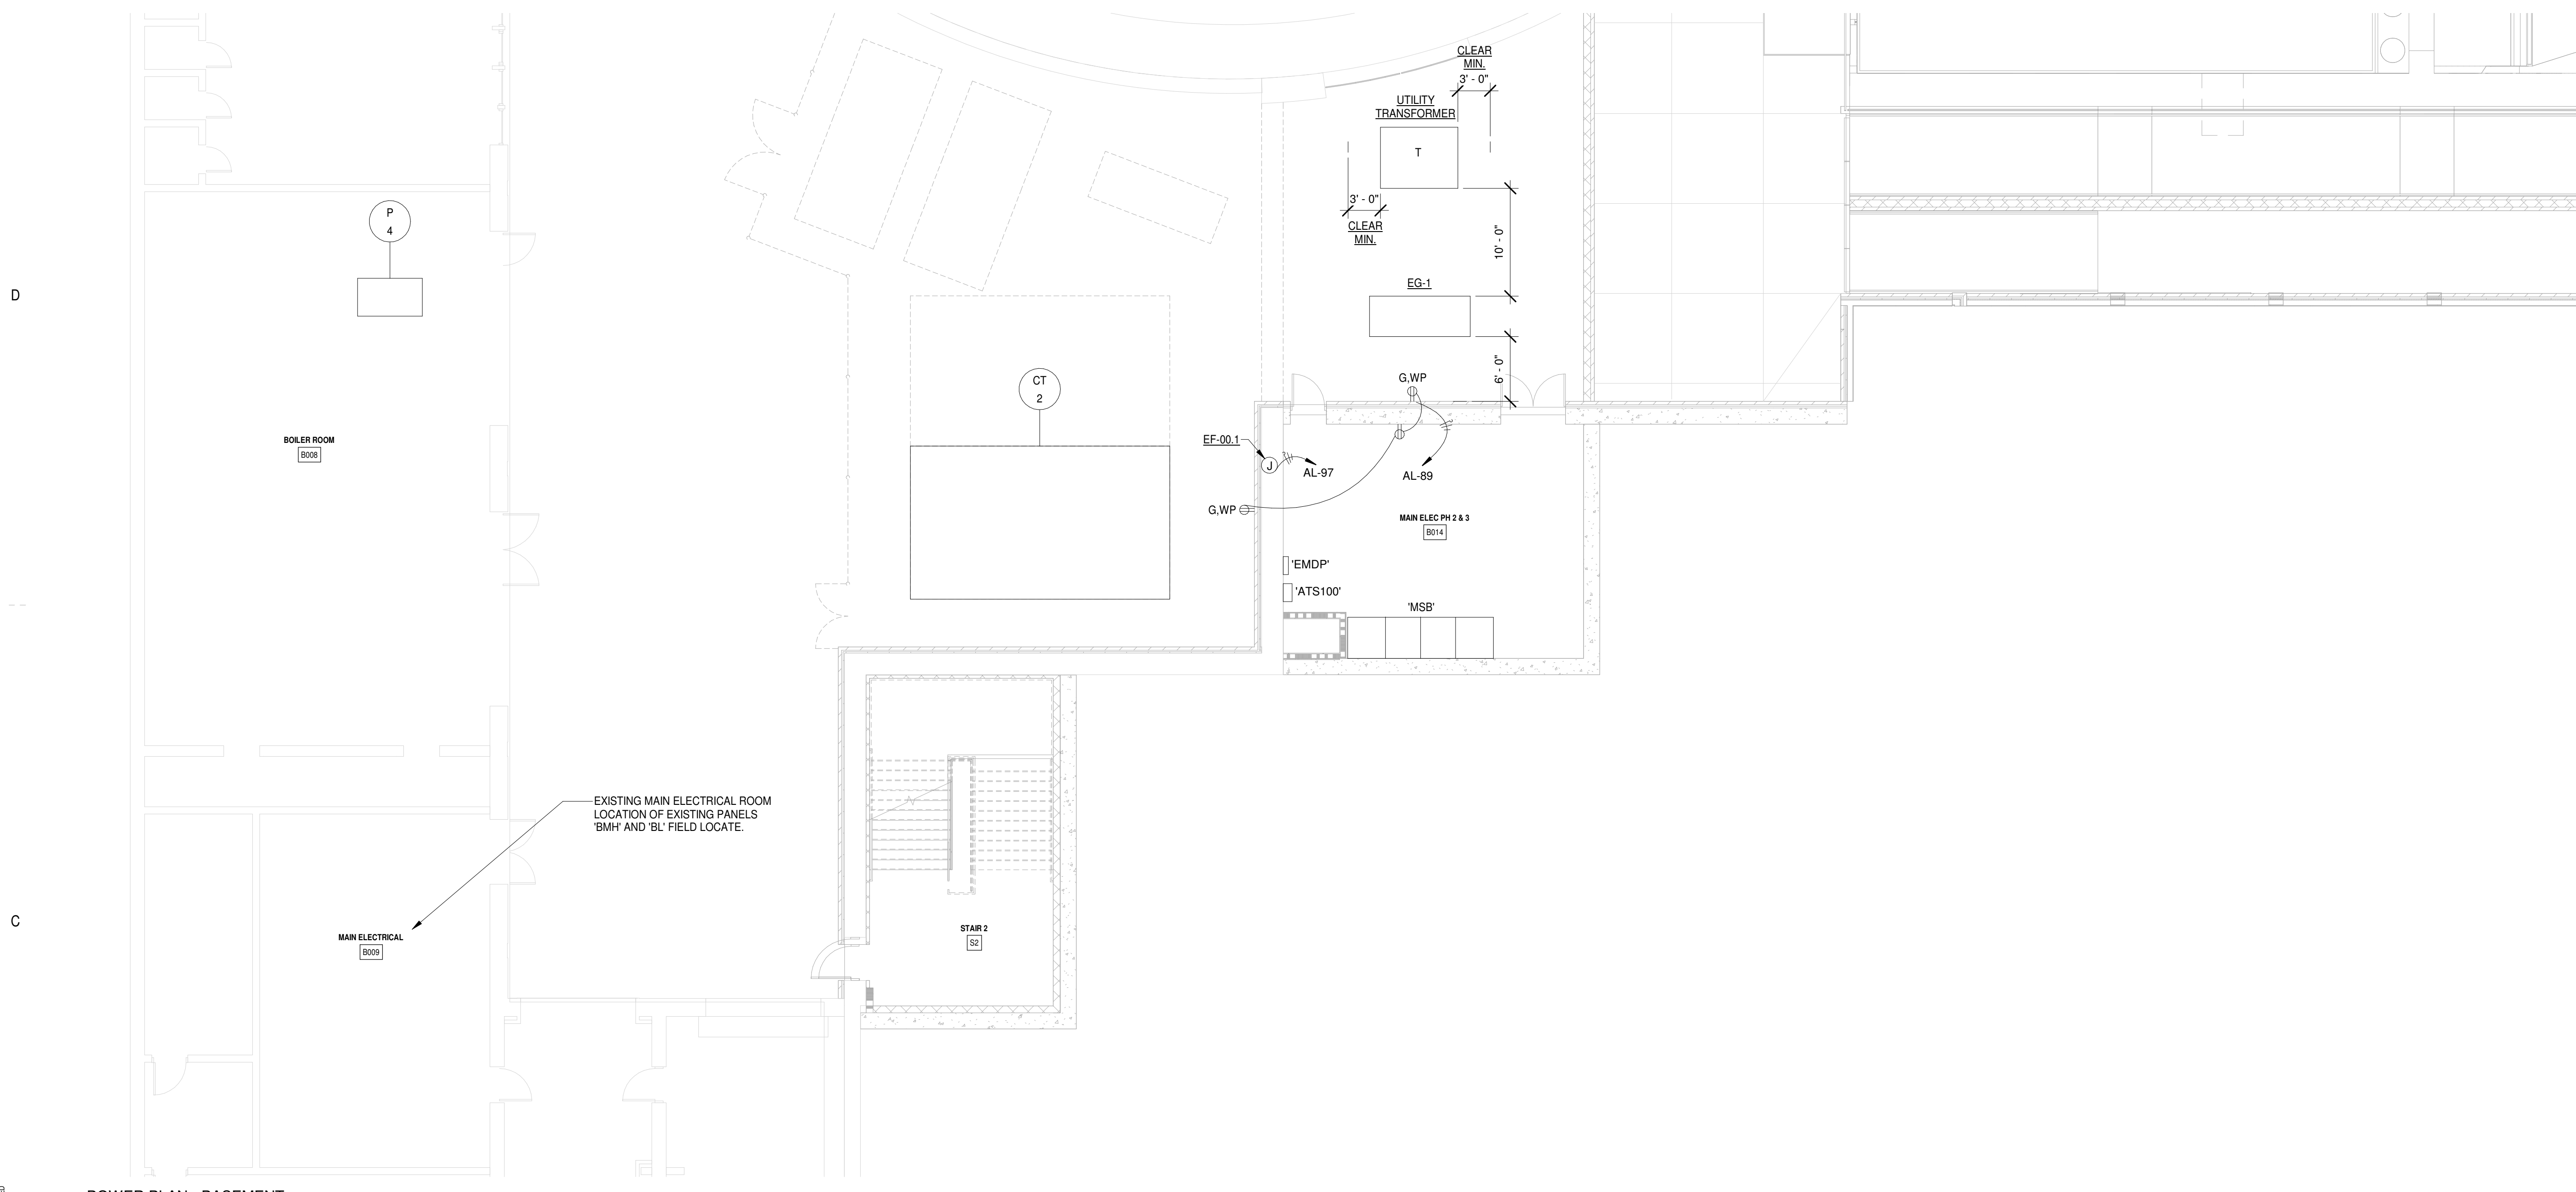 CLEAR
MIN.
3' - 0"
UTILITY
TRANSFORMER
T
3' - 0"
CLEAR
MIN.
10' - 0"
P
4
D
EG-1
6' - 0"
CT
2
G,WP
BOILER ROOM
B008
EF-00.1
J
AL-97
AL-89
G,WP
MAIN ELEC PH 2 & 3
B014
'EMDP'
'ATS100'
'MSB'
EXISTING MAIN ELECTRICAL ROOM
LOCATION OF EXISTING PANELS
'BMH' AND 'BL' FIELD LOCATE.
C
STAIR 2
S2
MAIN ELECTRICAL
B009
POWER PLAN - BASEMENT